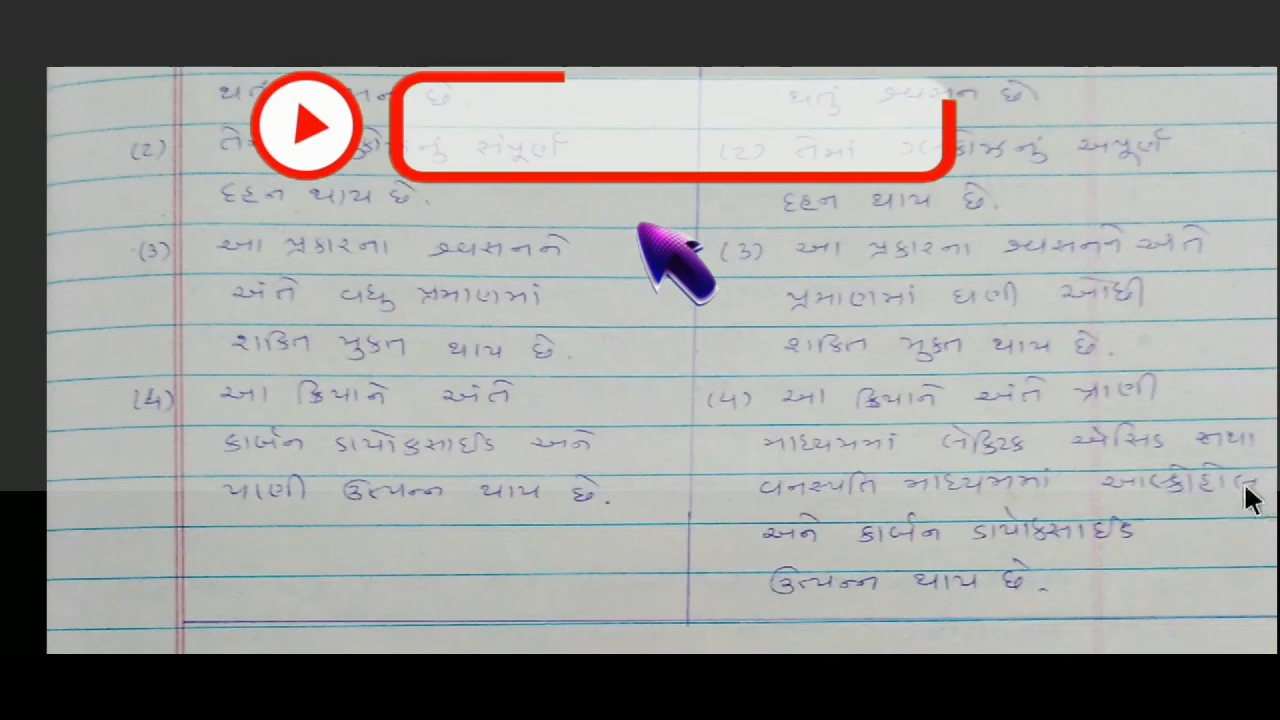 છે.
થતું શ્વસન છે
(2) સંપૂર્ણ
દહન થાય છે.
(3) આ પ્રકારના શ્વસનને
અંતે વધુ પ્રમાણમાં
શક્તિ મુક્ત થાય છે.
(4) આ ક્રિયાને અંતે
કાર્બન ડાયોકસાઈડ અને
પાણી ઉત્પન્ન થાય છે.
(2) તેમાં ગ્લુકોઝનું અપૂર્ણ
દહન થાય છે.
(3) આ પ્રકારના શ્વસનને અંતે
પ્રમાણમાં ઘણી ઓછી
શક્તિ મુક્ત થાય છે.
(4) આ ક્રિયાને અંતે પ્રાણી
માધ્યમમાં લેક્ટિક એસિડ તથા
વનસ્પતિ માધ્યમમાં આલ્કોહોલ
અને કાર્બન ડાયોકસાઈડ
ઉત્પન્ન થાય છે.